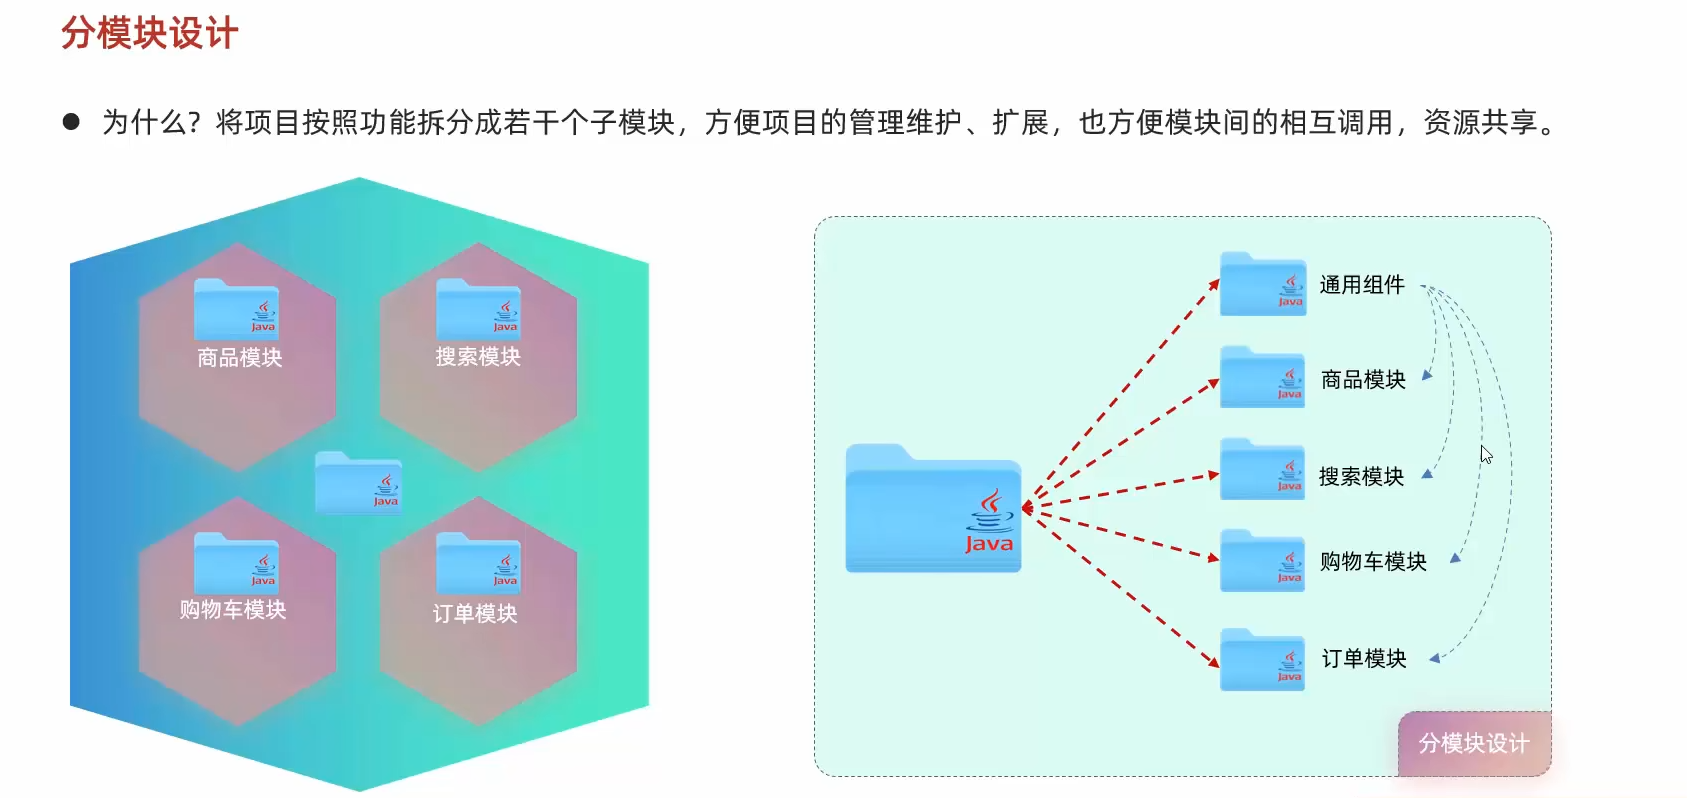 分模块设计
● 为什么？将项目按照功能拆分成若干个子模块，方便项目的管理维护、扩展，也方便模块间的相互调用，资源共享。
Java
商品模块
Java
搜索模块
Java
Java
购物车模块
Java
订单模块
Java
Java
通用组件
Java
商品模块
Java
搜索模块
Java
购物车模块
Java
订单模块
分模块设计